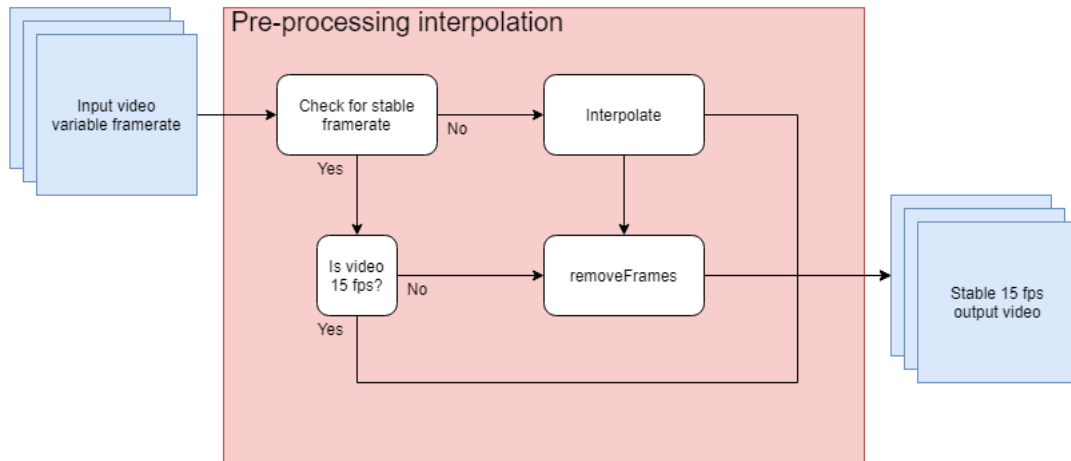 Pre-processing interpolation
Input video
variable framerate
Check for stable
framerate
No
Interpolate
Yes
Is video
15 fps?
No
removeFrames
Yes
Stable 15 fps
output video